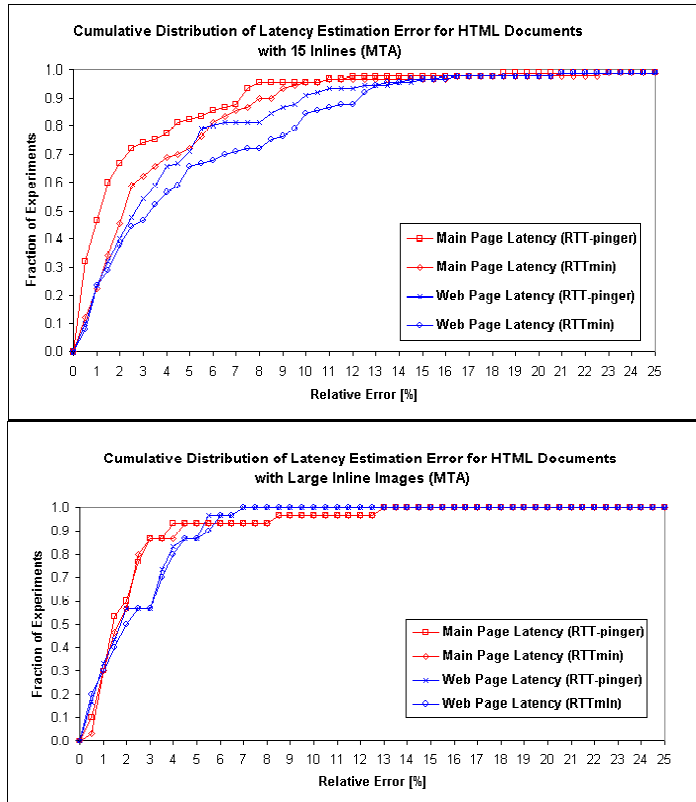 Cumulative Distribution of Latency Estimation Error for HTML Documents
with 15 Inlines (MTA)
1.0
0.9
0.8
0.7
0.6
0.5
0.4
0.3
0.2
0.1
0.0
Fraction of Experiments
Main Page Latency (RTT-pinger)
Main Page Latency (RTTmin)
Web Page Latency (RTT-pinger)
Web Page Latency (RTTmin)
0 1 2 3 4 5 6 7 8 9 10 11 12 13 14 15 16 17 18 19 20 21 22 23 24 25
Relative Error [%]
Cumulative Distribution of Latency Estimation Error for HTML Documents
with Large Inline Images (MTA)
1.0
0.9
0.8
0.7
0.6
0.5
0.4
0.3
0.2
0.1
0.0
Fraction of Experiments
Main Page Latency (RTT-pinger)
Main Page Latency (RTTmin)
Web Page Latency (RTT-pinger)
Web Page Latency (RTTmin)
0 1 2 3 4 5 6 7 8 9 10 11 12 13 14 15 16 17 18 19 20 21 22 23 24 25
Relative Error [%]